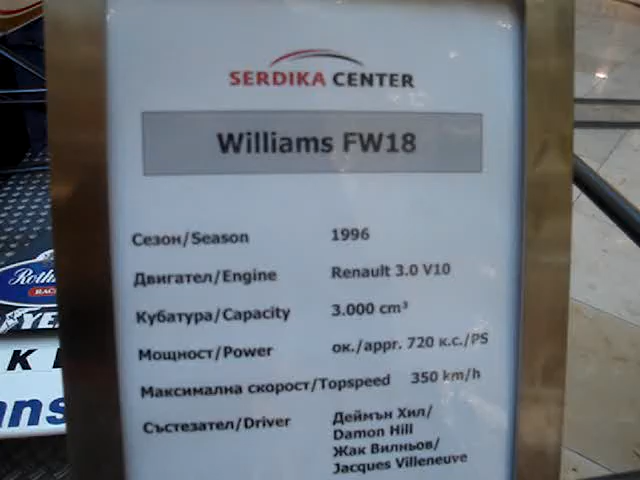 SERDIKA CENTER
Williams FW18
Сезон/Season 1996
Двигател/Engine Renault 3.0 V10
Кубатура/Capacity 3.000 cm³
Мощност/Power ок./appr. 720 к.с./PS
Максимална скорост/Topspeed 350 km/h
Състезател/Driver Деймън Хил/
Damon Hill
Жак Вилньов/
Jacques Villeneuve